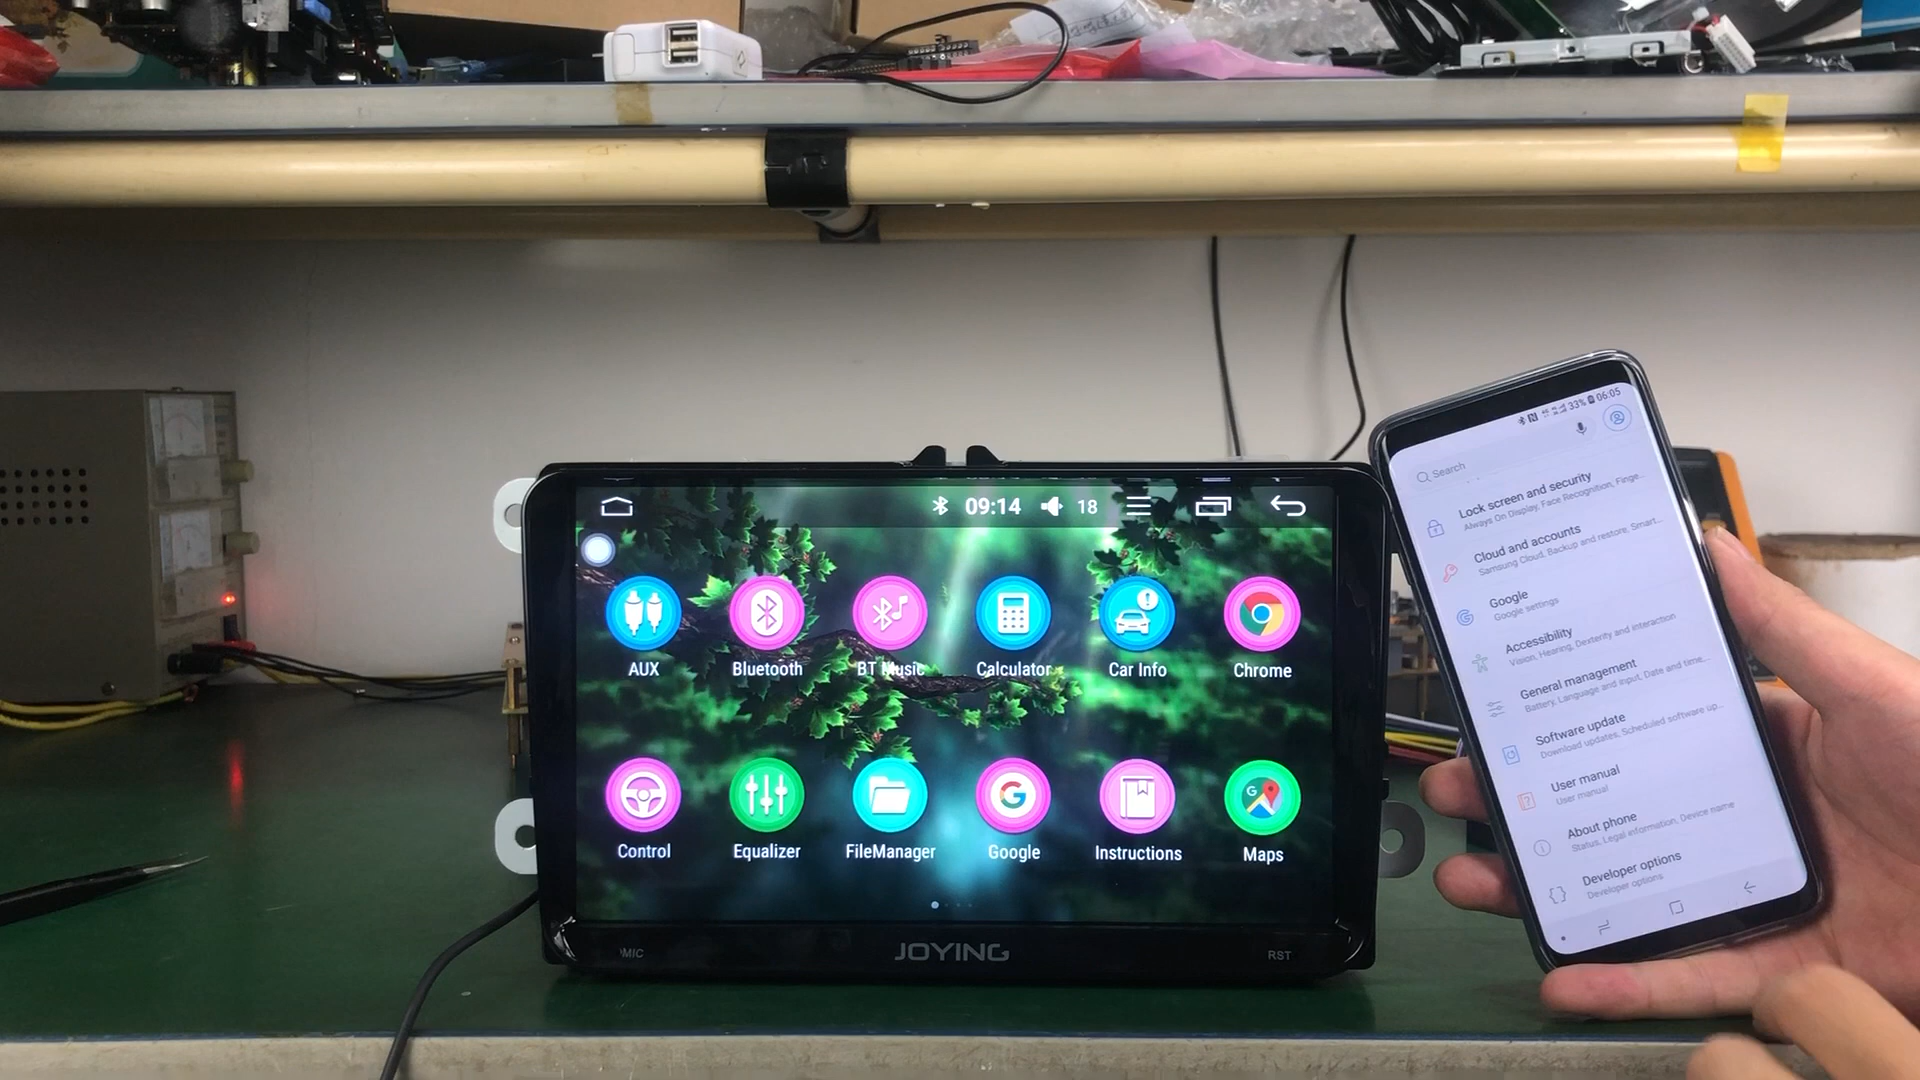 09:14
18
AUX
Bluetooth
BT Music
Calculator
Car Info
Chrome
Control
Equalizer
FileManager
Google
Instructions
Maps
MIC
JOYING
RST
33% 06:05
Search
Lock screen and security
Always On Display, Face Recognition, Finge...
Cloud and accounts
Samsung Cloud, Backup and restore, Smart...
Google
Google settings
Accessibility
Vision, Hearing, Dexterity and interaction
General management
Battery, Language and input, Date and time...
Software update
Download updates, Scheduled software up...
User manual
User manual
About phone
Status, Legal information, Device name
Developer options
Developer options